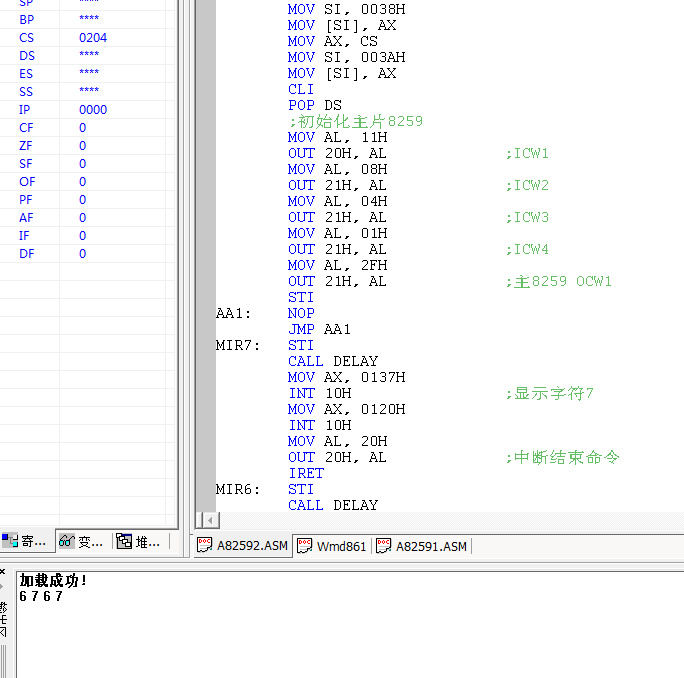 SP ****
BP ****
CS 0204
DS ****
ES ****
SS ****
IP 0000
CF 0
ZF 0
SF 0
OF 0
PF 0
AF 0
IF 0
DF 0
寄...
变...
堆...
MOV SI, 0038H
MOV [SI], AX
MOV AX, CS
MOV SI, 003AH
MOV [SI], AX
CLI
POP DS
;初始化主片8259
MOV AL, 11H
OUT 20H, AL ;ICW1
MOV AL, 08H
OUT 21H, AL ;ICW2
MOV AL, 04H
OUT 21H, AL ;ICW3
MOV AL, 01H
OUT 21H, AL ;ICW4
MOV AL, 2FH
OUT 21H, AL ;主8259 OCW1
STI
AA1: NOP
JMP AA1
MIR7: STI
CALL DELAY
MOV AX, 0137H
INT 10H ;显示字符7
MOV AX, 0120H
INT 10H
MOV AL, 20H
OUT 20H, AL ;中断结束命令
IRET
MIR6: STI
CALL DELAY
A82592.ASM
Wmd861
A82591.ASM
加载成功!
6 7 6 7